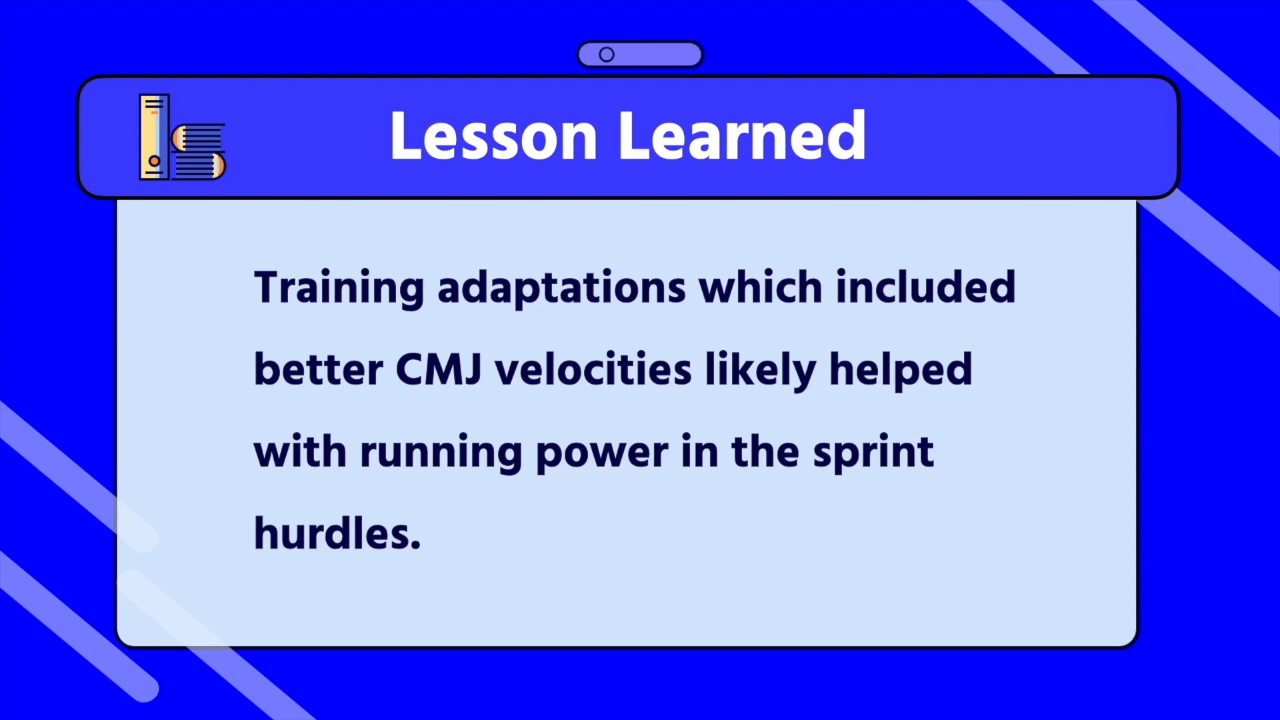 Lesson Learned
Training adaptations which included
better CMJ velocities likely helped
with running power in the sprint
hurdles.